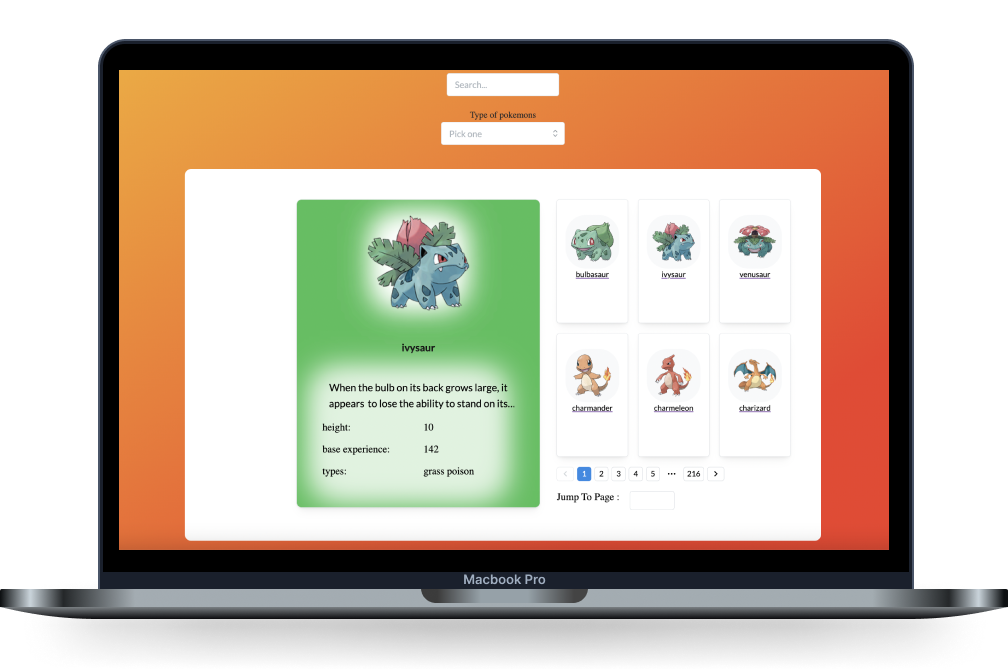 Search...
Type of pokemons
Pick one
ivysaur
When the bulb on its back grows large, it
appears to lose the ability to stand on its...
height: 10
base experience: 142
types: grass poison
bulbasaur ivysaur venusaur
charmander charmeleon charizard
1 2 3 4 5 ••• 216
Jump To Page :
Macbook Pro